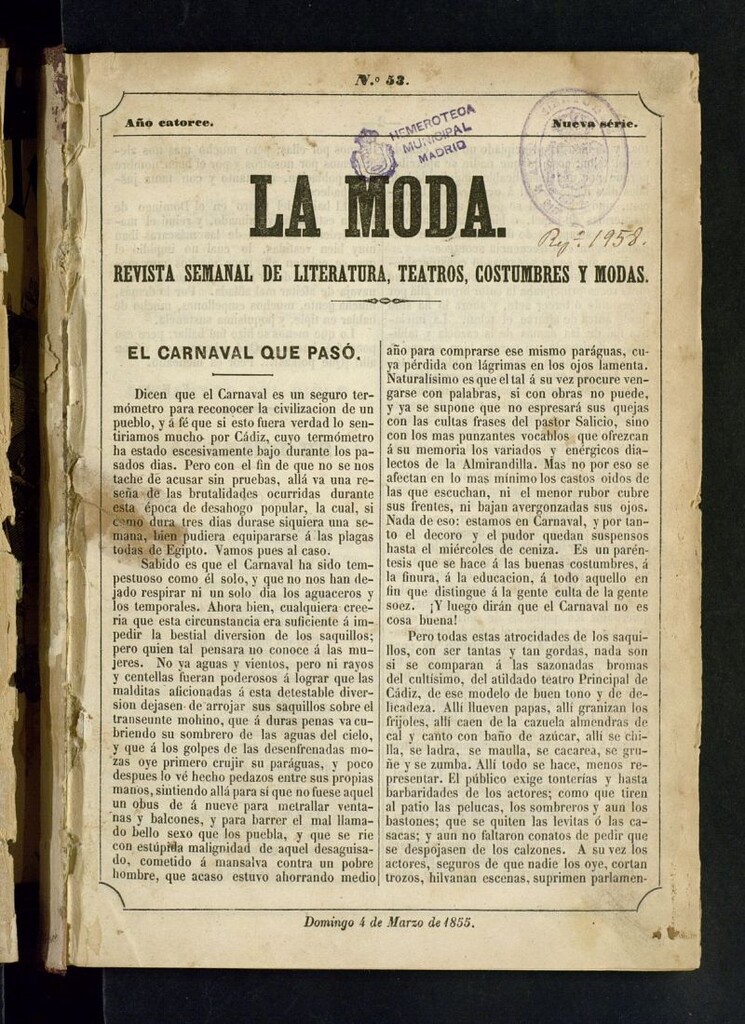 N.º 53.
Año catorce.
Nueva série.
HEMEROTECA
MUNICIPAL
MADRID
LA MODA.
Reg.ª 1958.
REVISTA SEMANAL DE LITERATURA, TEATROS, COSTUMBRES Y MODAS.
EL CARNAVAL QUE PASÓ.
Dicen que el Carnaval es un seguro ter-
mómetro para reconocer la civilizacion de un
pueblo, y á fé que si esto fuera verdad lo sen-
tiriamos mucho por Cádiz, cuyo termómetro
ha estado escesivamente bajo durante los pa-
sados dias. Pero con el fin de que no se nos
tache de acusar sin pruebas, allá va una re-
seña de las brutalidades ocurridas durante
esta época de desahogo popular, la cual, si
como dura tres dias durase siquiera una se-
mana, bien pudiera equipararse á las plagas
todas de Egipto. Vamos pues al caso.
Sabido es que el Carnaval ha sido tem-
pestuoso como él solo, y que no nos han de-
jado respirar ni un solo dia los aguaceros y
los temporales. Ahora bien, cualquiera cree-
ria que esta circunstancia era suficiente á im-
pedir la bestial diversion de los saquillos;
pero quien tal pensara no conoce á las mu-
jeres. No ya aguas y vientos, pero ni rayos
y centellas fueran poderosos á lograr que las
malditas aficionadas á esta detestable diver-
sion dejasen de arrojar sus saquillos sobre el
transeunte mohino, que á duras penas va cu-
briendo su sombrero de las aguas del cielo,
y que á los golpes de las desenfrenadas mo-
zas oye primero crujir su paráguas, y poco
despues lo vé hecho pedazos entre sus propias
manos, sintiendo allá para sí que no fuese aquel
un obus de á nueve para metrallar venta-
nas y balcones, y para barrer el mal llama-
do bello sexo que los puebla, y que se rie
con estúpida malignidad de aquel desaguisa-
do, cometido á mansalva contra un pobre
hombre, que acaso estuvo ahorrando medio
año para comprarse ese mismo paráguas, cu-
ya pérdida con lágrimas en los ojos lamenta.
Naturalísimo es que el tal á su vez procure ven-
garse con palabras, si con obras no puede,
y ya se supone que no espresará sus quejas
con las cultas frases del pastor Salicio, sino
con los mas punzantes vocablos que ofrezcan
á su memoria los variados y enérgicos dia-
lectos de la Almirandilla. Mas no por eso se
afectan en lo mas mínimo los castos oidos de
las que escuchan, ni el menor rubor cubre
sus frentes, ni bajan avergonzadas sus ojos.
Nada de eso: estamos en Carnaval, y por tan-
to el decoro y el pudor quedan suspensos
hasta el miércoles de ceniza. Es un parén-
tesis que se hace á las buenas costumbres, á
la finura, á la educacion, á todo aquello en
fin que distingue á la gente culta de la gente
soez. ¡Y luego dirán que el Carnaval no es
cosa buena!
Pero todas estas atrocidades de los saqui-
llos, con ser tantas y tan gordas, nada son
si se comparan á las sazonadas bromas
del cultísimo, del atildado teatro Principal de
Cádiz, de ese modelo de buen tono y de de-
licadeza. Allí llueven papas, allí granizan los
frijoles, allí caen de la cazuela almendras de
cal y canto con baño de azúcar, allí se chi-
lla, se ladra, se maulla, se cacarea, se gru-
ñe y se zumba. Allí todo se hace, menos re-
presentar. El público exige tonterías y hasta
barbaridades de los actores; como que tiren
al patio las pelucas, los sombreros y aun los
bastones; que se quiten las levitas ó las ca-
sacas; y aun no faltaron conatos de pedir que
se despojasen de los calzones. A su vez los
actores, seguros de que nadie los oye, cortan
trozos, hilvanan escenas, suprimen parlamen-
Domingo 4 de Marzo de 1855.